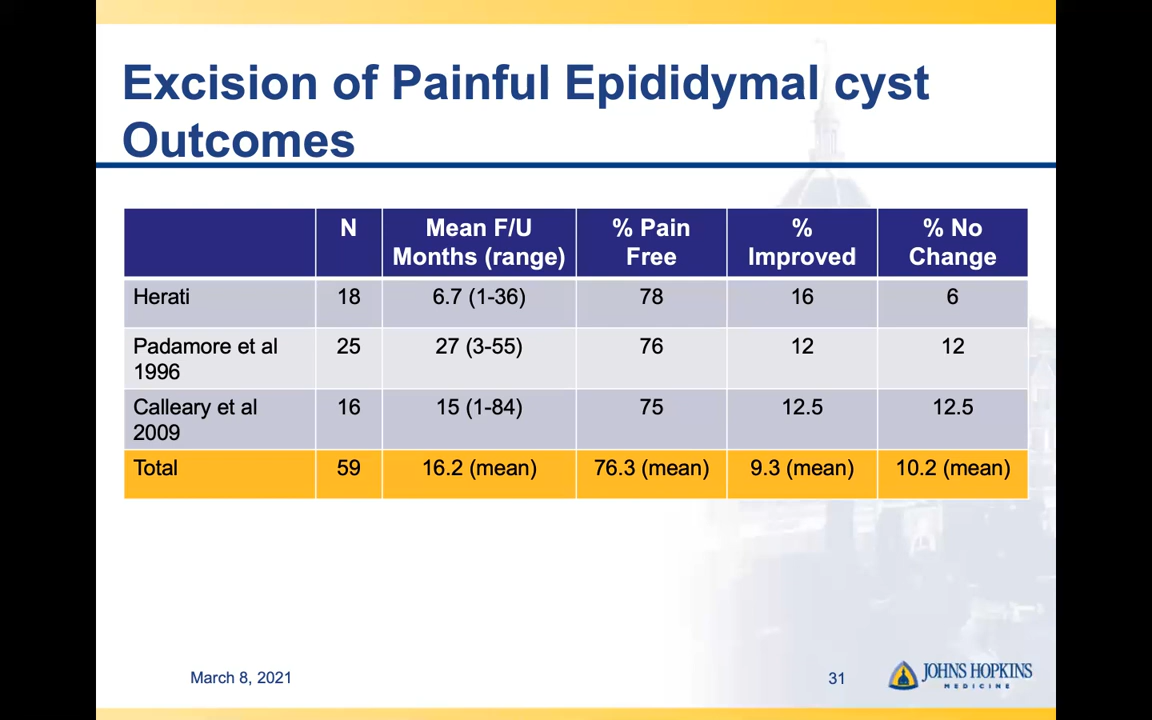 Excision of Painful Epididymal cyst
Outcomes
N
Mean F/U
Months (range)
% Pain
Free
%
Improved
% No
Change
Herati
18
6.7 (1-36)
78
16
6
Padamore et al
1996
25
27 (3-55)
76
12
12
Calleary et al
2009
16
15 (1-84)
75
12.5
12.5
Total
59
16.2 (mean)
76.3 (mean)
9.3 (mean)
10.2 (mean)
March 8, 2021
31
JOHNS HOPKINS
MEDICINE